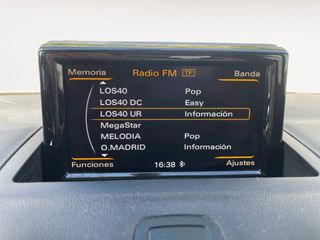 Memoria Radio FM TP Banda
LOS40 Pop
LOS40 DC Easy
LOS40 UR Información
MegaStar
MELODIA Pop
O.MADRID Información
Funciones 16:38 Ajustes